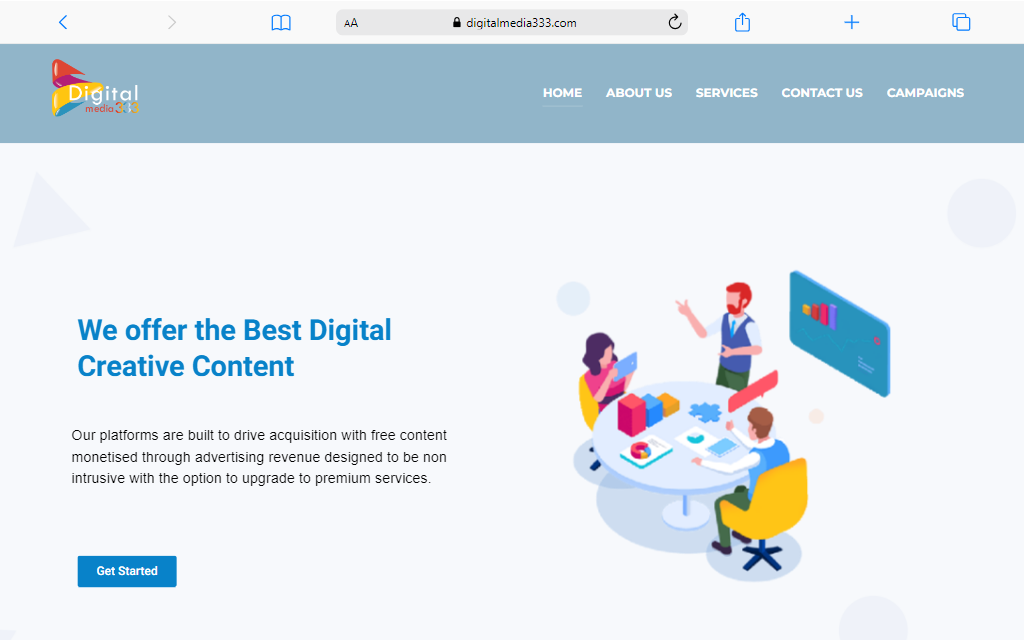 AA
digitalmedia333.com
Digital
media333
HOME
ABOUT US
SERVICES
CONTACT US
CAMPAIGNS
We offer the Best Digital
Creative Content
Our platforms are built to drive acquisition with free content
monetised through advertising revenue designed to be non
intrusive with the option to upgrade to premium services.
Get Started